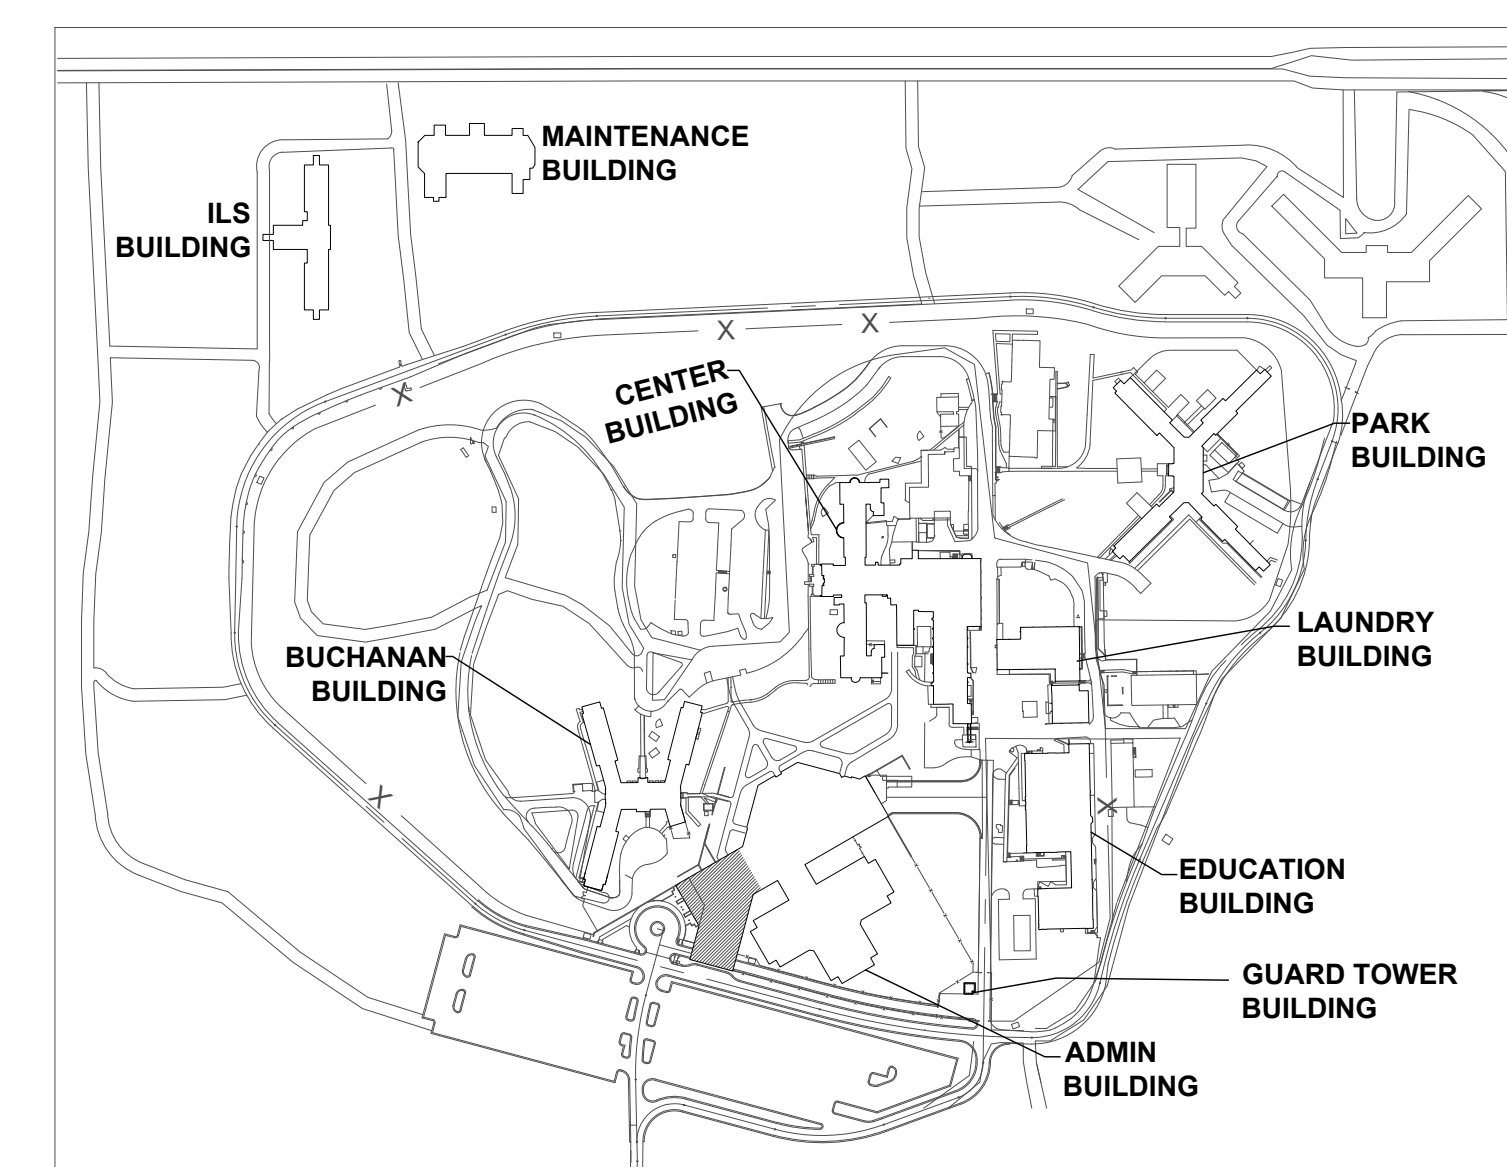 MAINTENANCE
BUILDING
ILS
BUILDING
X
X
X
CENTER
BUILDING
PARK
BUILDING
LAUNDRY
BUILDING
BUCHANAN
BUILDING
X
X
EDUCATION
BUILDING
GUARD TOWER
BUILDING
ADMIN
BUILDING